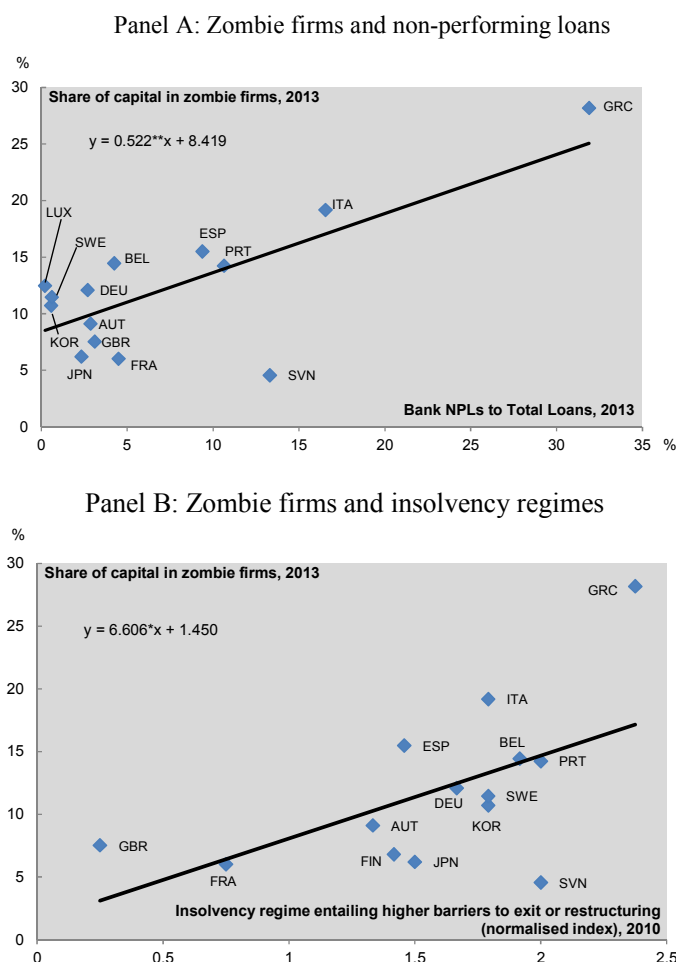 Panel A: Zombie firms and non-performing loans
%
30
Share of capital in zombie firms, 2013
GRC
25
y = 0.522**x + 8.419
20
ITA
LUX
ESP
SWE
BEL
PRT
15
DEU
10
AUT
KOR
GBR
5
JPN
FRA
SVN
Bank NPLs to Total Loans, 2013
0
0 5 10 15 20 25 30 35 %
Panel B: Zombie firms and insolvency regimes
%
30
Share of capital in zombie firms, 2013
GRC
25
y = 6.606*x + 1.450
20
ITA
ESP
BEL
15
PRT
DEU
SWE
10
AUT
KOR
GBR
FIN
JPN
FRA
5
SVN
Insolvency regime entailing higher barriers to exit or restructuring
(normalised index), 2010
0
0 0.5 1 1.5 2 2.5